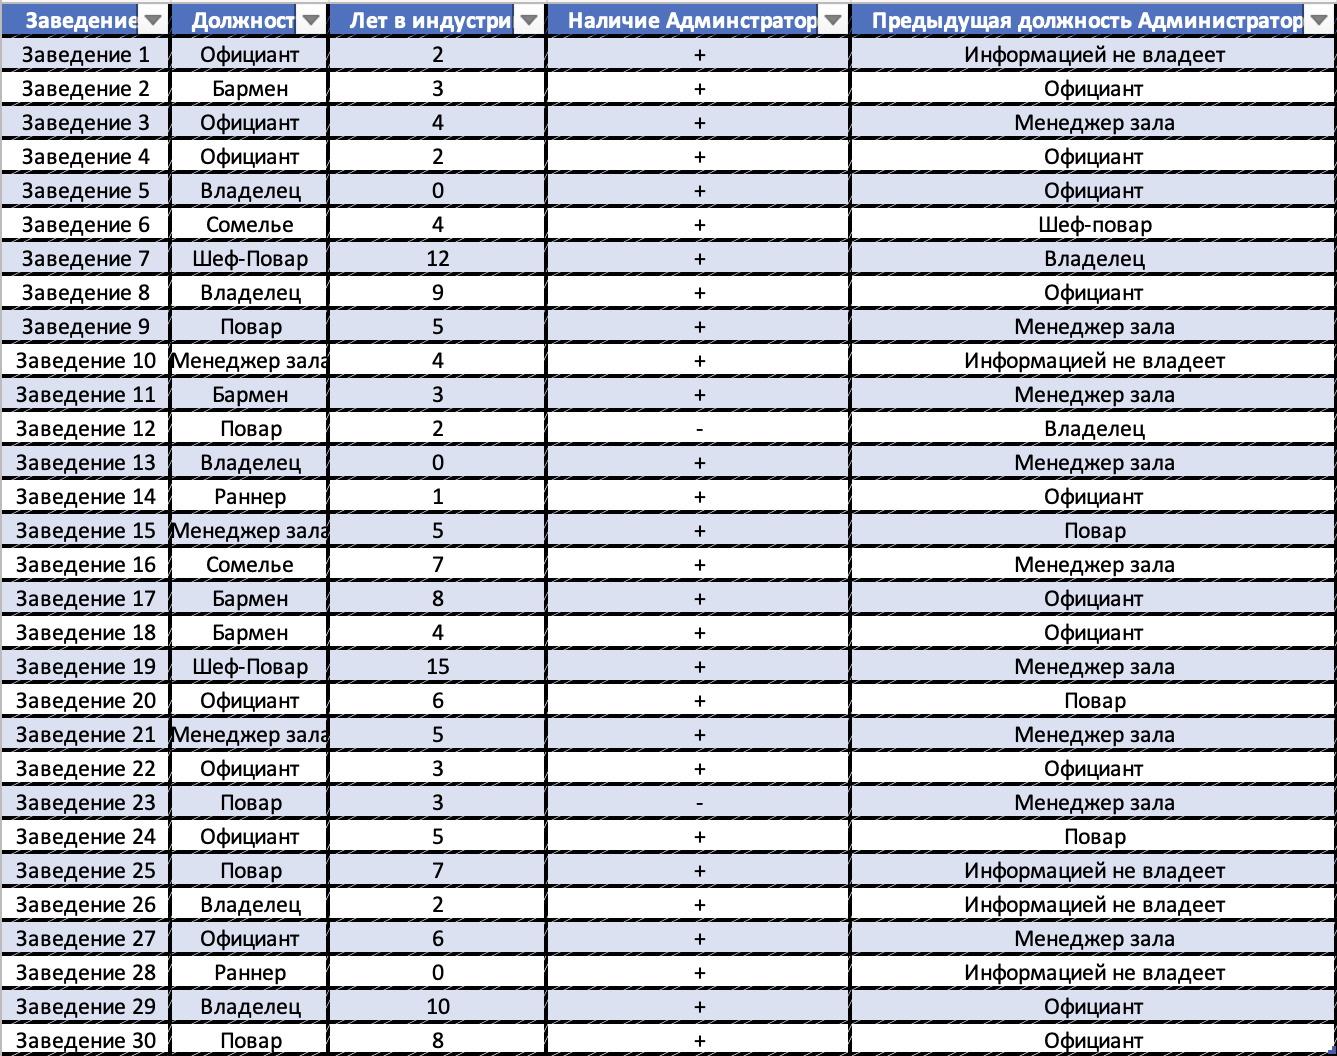 Заведение Должност Лет в индустри Наличие Админстратор Предыдущая должность Администратор
Заведение 1 Официант 2 + Информацией не владеет
Заведение 2 Бармен 3 + Официант
Заведение 3 Официант 4 + Менеджер зала
Заведение 4 Официант 2 + Официант
Заведение 5 Владелец 0 + Официант
Заведение 6 Сомелье 4 + Шеф-повар
Заведение 7 Шеф-Повар 12 + Владелец
Заведение 8 Владелец 9 + Официант
Заведение 9 Повар 5 + Менеджер зала
Заведение 10 Менеджер зала 4 + Информацией не владеет
Заведение 11 Бармен 3 + Менеджер зала
Заведение 12 Повар 2 - Владелец
Заведение 13 Владелец 0 + Менеджер зала
Заведение 14 Раннер 1 + Официант
Заведение 15 Менеджер зала 5 + Повар
Заведение 16 Сомелье 7 + Менеджер зала
Заведение 17 Бармен 8 + Официант
Заведение 18 Бармен 4 + Официант
Заведение 19 Шеф-Повар 15 + Менеджер зала
Заведение 20 Официант 6 + Повар
Заведение 21 Менеджер зала 5 + Менеджер зала
Заведение 22 Официант 3 + Официант
Заведение 23 Повар 3 - Менеджер зала
Заведение 24 Официант 5 + Повар
Заведение 25 Повар 7 + Информацией не владеет
Заведение 26 Владелец 2 + Информацией не владеет
Заведение 27 Официант 6 + Менеджер зала
Заведение 28 Раннер 0 + Информацией не владеет
Заведение 29 Владелец 10 + Официант
Заведение 30 Повар 8 + Официант